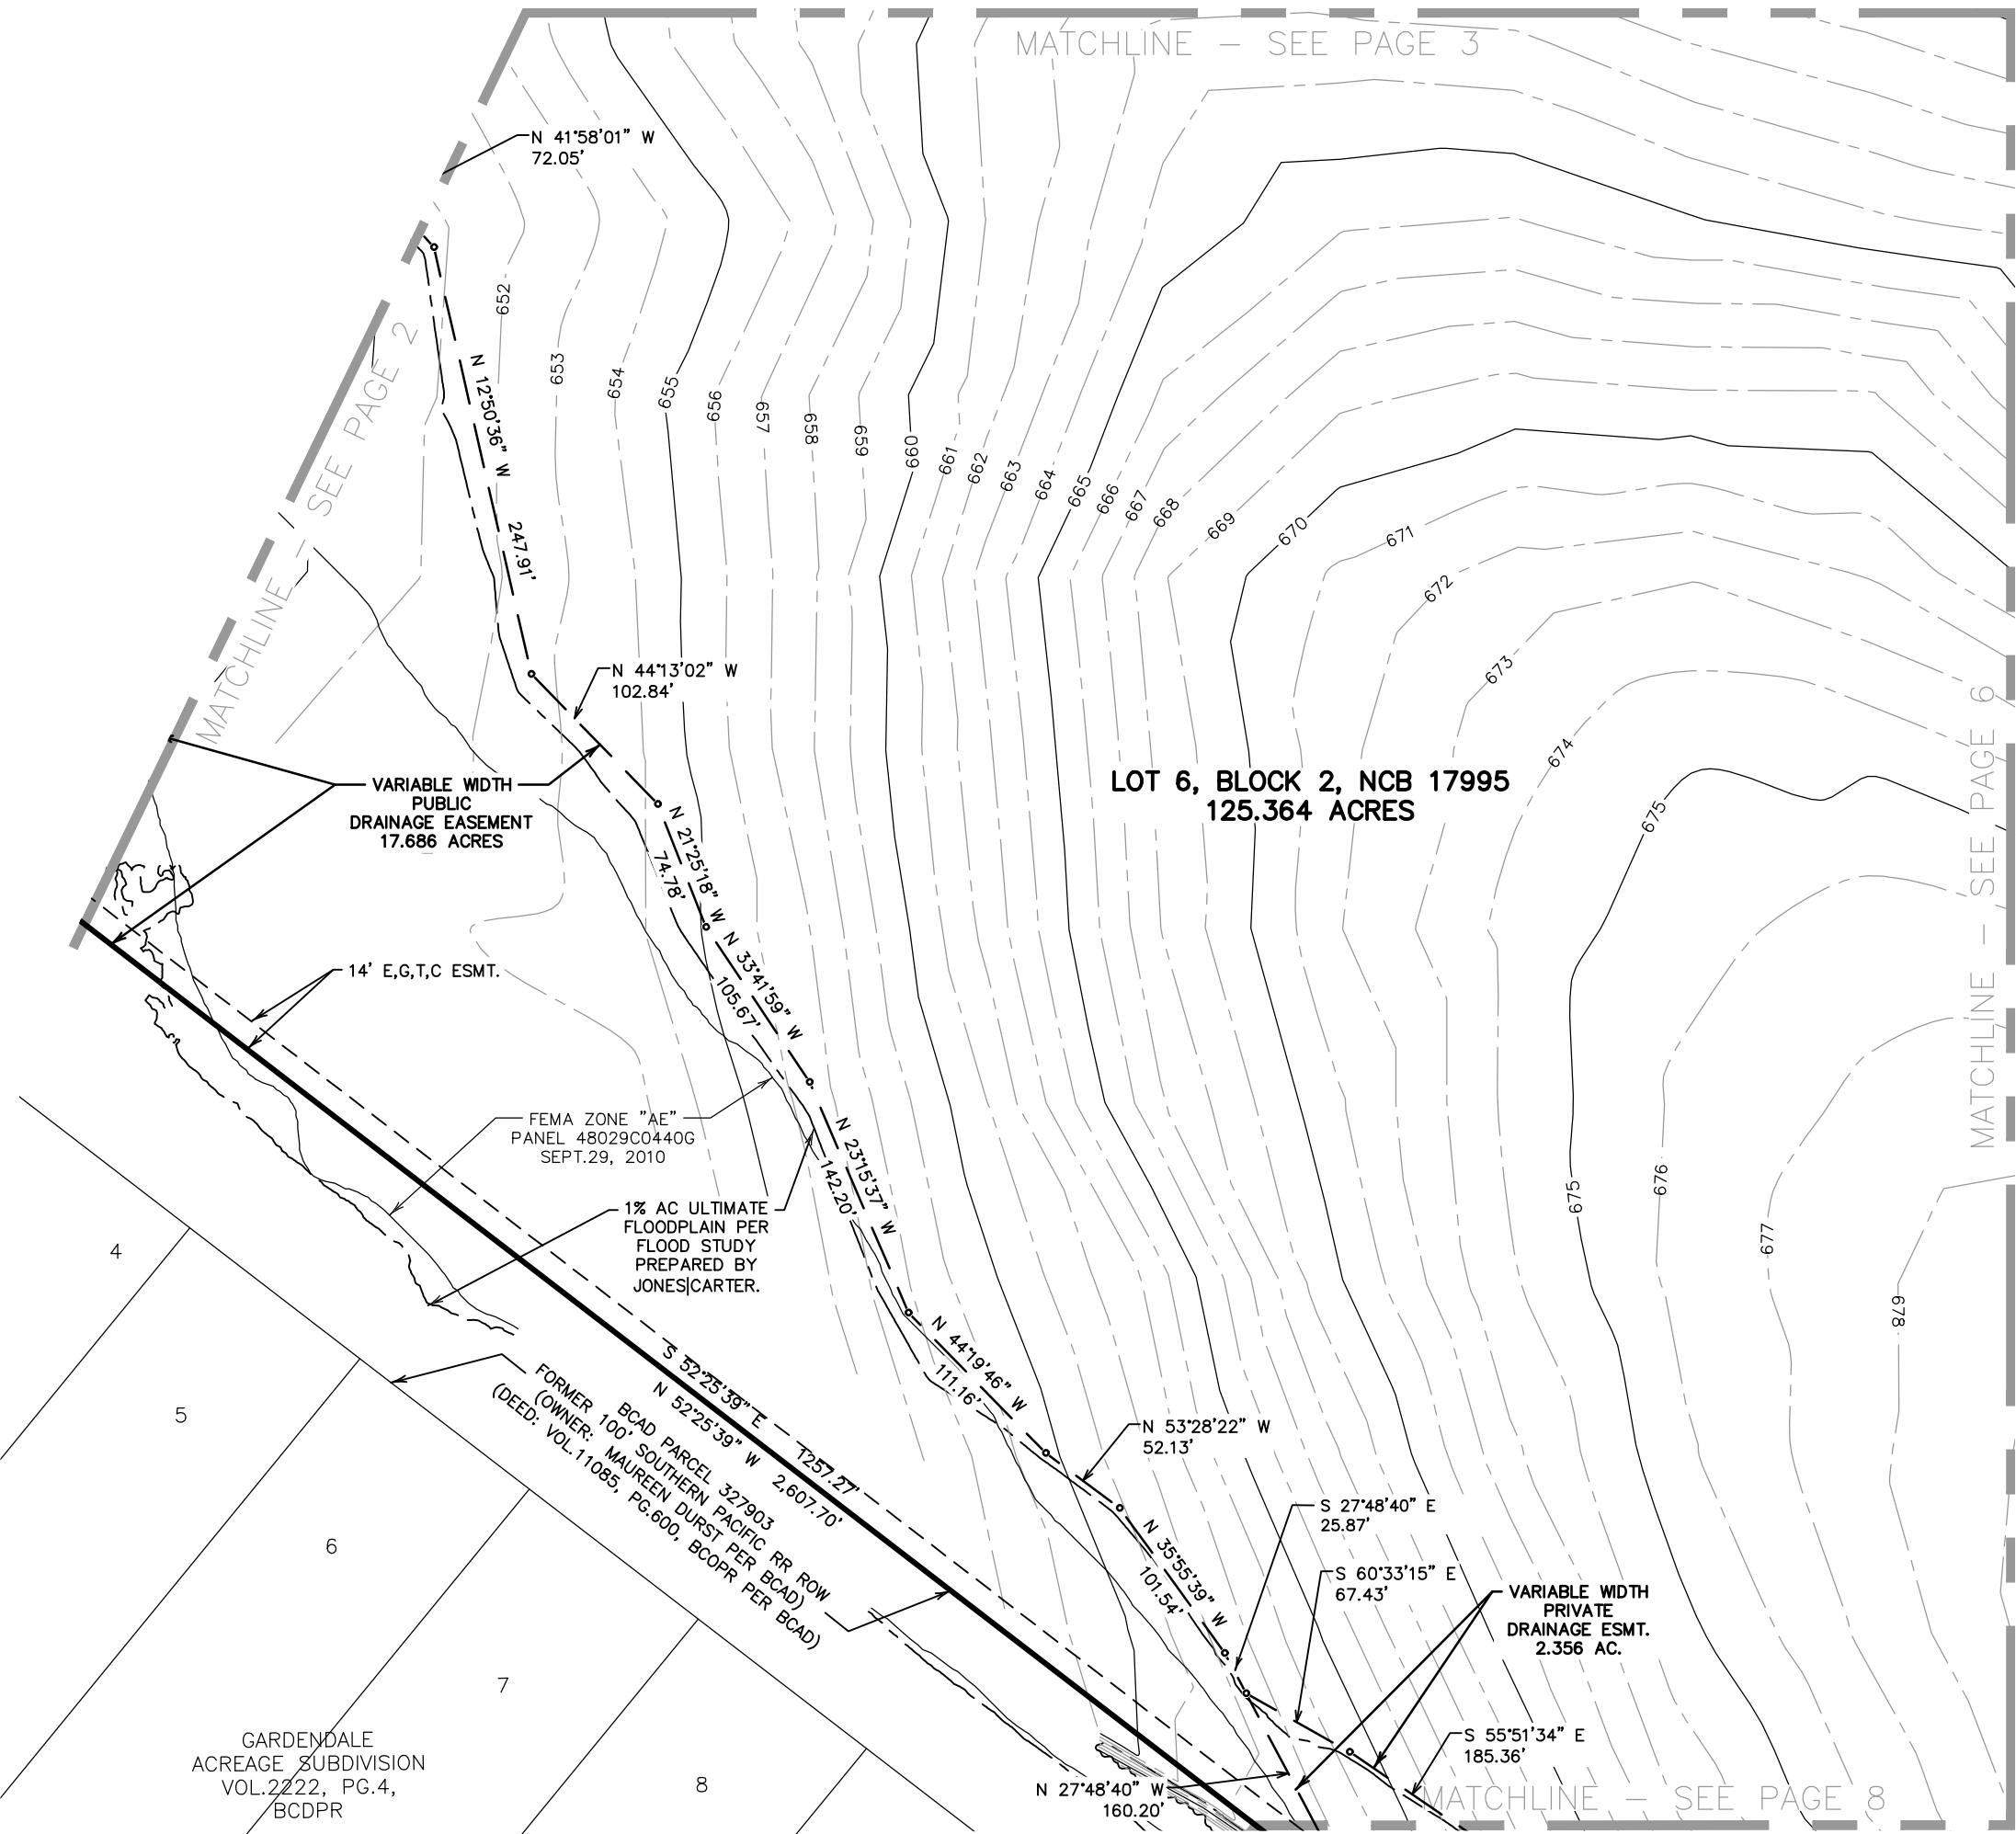 MATCHLINE – SEE PAGE 3
N 41°58'01" W
72.05'
MATCHLINE – SEE PAGE 2
N 12°50'36" W
247.91'
652
653
654
655
656
657
658
659
660
661
662
663
664
665
666
667
668
669
670
671
672
673
674
675
N 44°13'02" W
102.84'
LOT 6, BLOCK 2, NCB 17995
125.364 ACRES
VARIABLE WIDTH
PUBLIC
DRAINAGE EASEMENT
17.686 ACRES
N 21°25'18" W
74.78'
N 33°41'59" W
105.67'
14' E,G,T,C ESMT.
MATCHLINE – SEE PAGE 6
FEMA ZONE "AE"
PANEL 48029C0440G
SEPT.29, 2010
N 23°15'37" W
142.20'
1% AC ULTIMATE
FLOODPLAIN PER
FLOOD STUDY
PREPARED BY
JONES|CARTER.
675
676
677
678
4
5
6
7
8
N 44°19'46" W
111.16'
S 52°25'39" E 1257.27'
N 52°25'39" W 2,607.70'
BCAD PARCEL 327903
FORMER 100' SOUTHERN PACIFIC RR ROW
(OWNER: MAUREEN DURST PER BCAD)
(DEED: VOL.11085, PG.600, BCOPR PER BCAD)
N 53°28'22" W
52.13'
N 35°55'39" W
101.54'
S 27°48'40" E
25.87'
S 60°33'15" E
67.43'
VARIABLE WIDTH
PRIVATE
DRAINAGE ESMT.
2.356 AC.
S 55°51'34" E
185.36'
N 27°48'40" W
160.20'
GARDENDALE
ACREAGE SUBDIVISION
VOL.2222, PG.4,
BCDPR
MATCHLINE – SEE PAGE 8